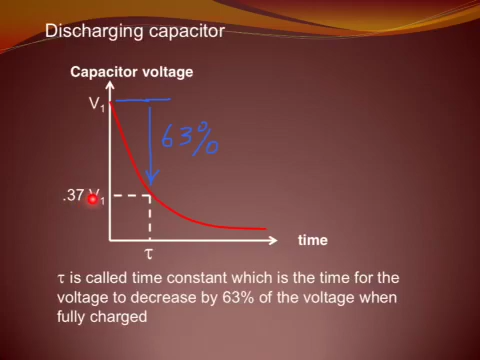 Discharging capacitor
Capacitor voltage
V1
63%
.37 V1
time
τ
τ is called time constant which is the time for the
voltage to decrease by 63% of the voltage when
fully charged